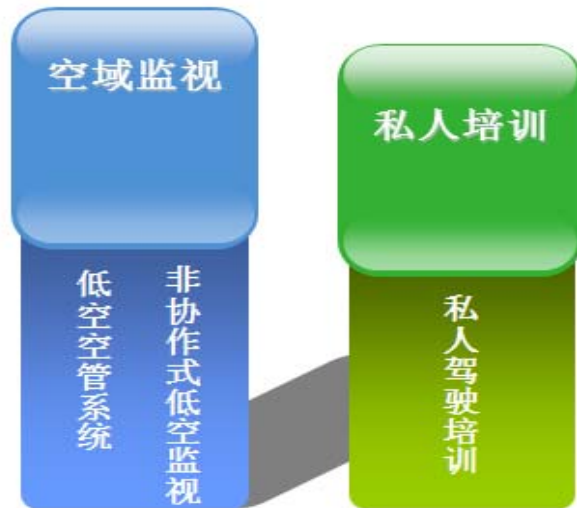 空域监视
低空空管系统
非协作式低空监视
私人培训
私人驾驶培训